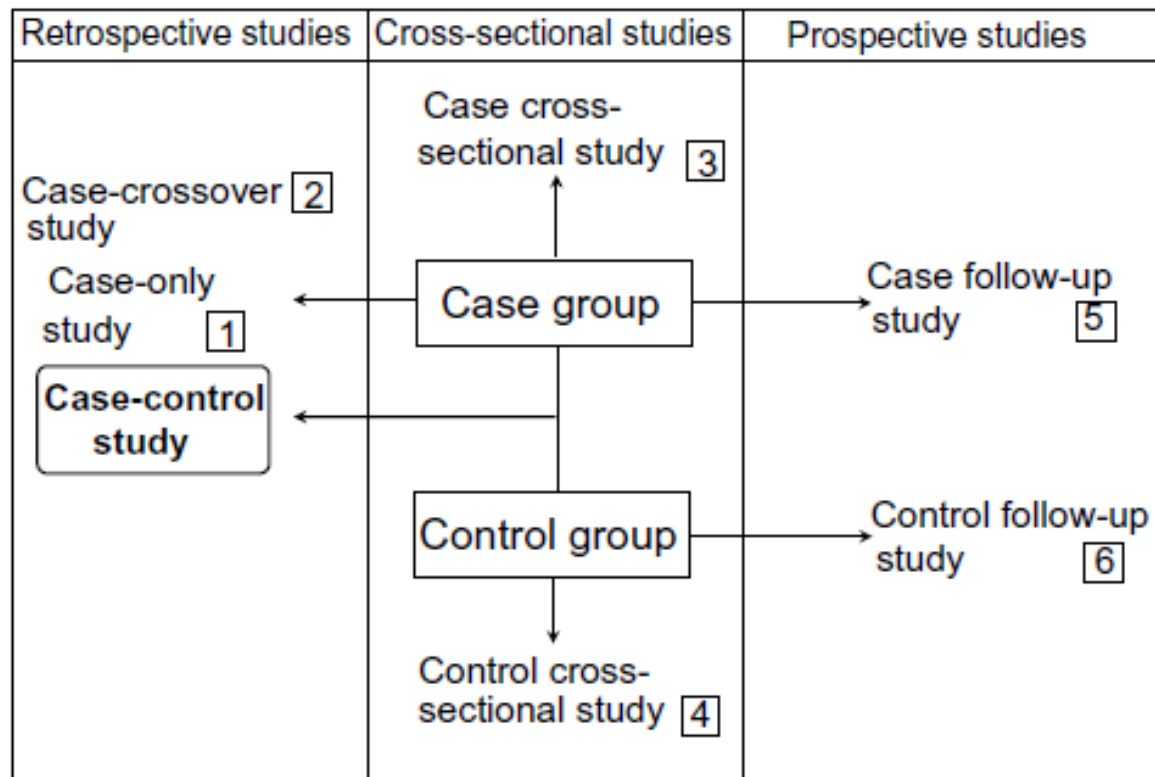 Retrospective studies
Cross-sectional studies
Prospective studies
Case cross-
sectional study 3
Case-crossover 2
study
Case-only
study 1
Case group
Case follow-up
study 5
Case-control
study
Control group
Control follow-up
study 6
Control cross-
sectional study 4